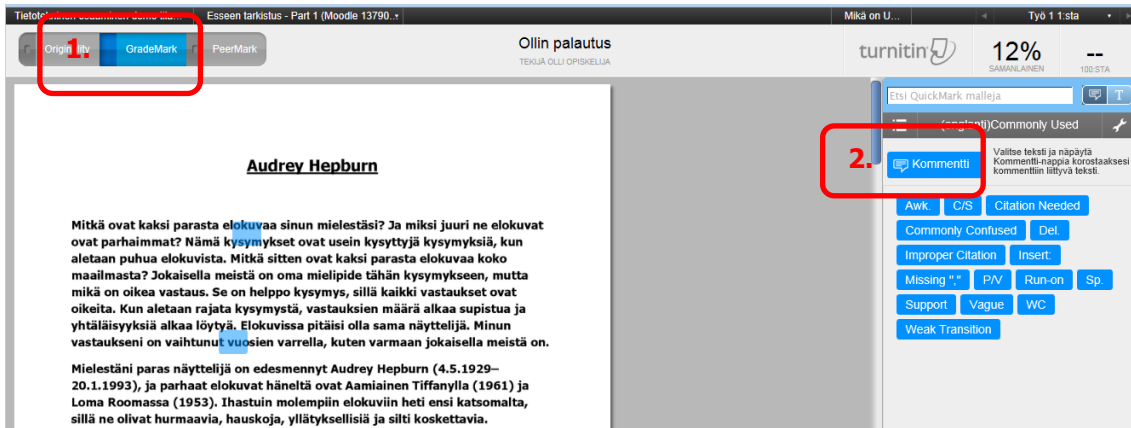 Tietotekninen osaaminen demo tila...
Esseen tarkistus - Part 1 (Moodle 13790..
Mikä on U...
Työ 1 1:sta
Originality
1.
GradeMark
PeerMark
Ollin palautus
TEKIJÄ OLLI OPISKELIJA
turnitin
12%
SAMANLAINEN
--
100:STA
Etsi QuickMark malleja
T
(englanti)Commonly Used
2.
Kommentti
Valitse teksti ja näpäytä
Kommentti-nappia korostaaksesi
kommenttiin liittyvä teksti.
Awk. C/S Citation Needed
Commonly Confused Del.
Improper Citation Insert:
Missing "," P/V Run-on Sp.
Support Vague WC
Weak Transition
Audrey Hepburn
Mitkä ovat kaksi parasta elokuvaa sinun mielestäsi? Ja miksi juuri ne elokuvat
ovat parhaimmat? Nämä kysymykset ovat usein kysyttyjä kysymyksiä, kun
aletaan puhua elokuvista. Mitkä sitten ovat kaksi parasta elokuvaa koko
maailmasta? Jokaisella meistä on oma mielipide tähän kysymykseen, mutta
mikä on oikea vastaus. Se on helppo kysymys, sillä kaikki vastaukset ovat
oikeita. Kun aletaan rajata kysymystä, vastauksien määrä alkaa supistua ja
yhtäläisyyksiä alkaa löytyä. Elokuvissa pitäisi olla sama näyttelijä. Minun
vastaukseni on vaihtunut vuosien varrella, kuten varmaan jokaisella meistä on.
Mielestäni paras näyttelijä on edesmennyt Audrey Hepburn (4.5.1929–
20.1.1993), ja parhaat elokuvat häneltä ovat Aamiainen Tiffanylla (1961) ja
Loma Roomassa (1953). Ihastuin molempiin elokuviin heti ensi katsomalta,
sillä ne olivat hurmaavia, hauskoja, yllätyksellisiä ja silti koskettavia.